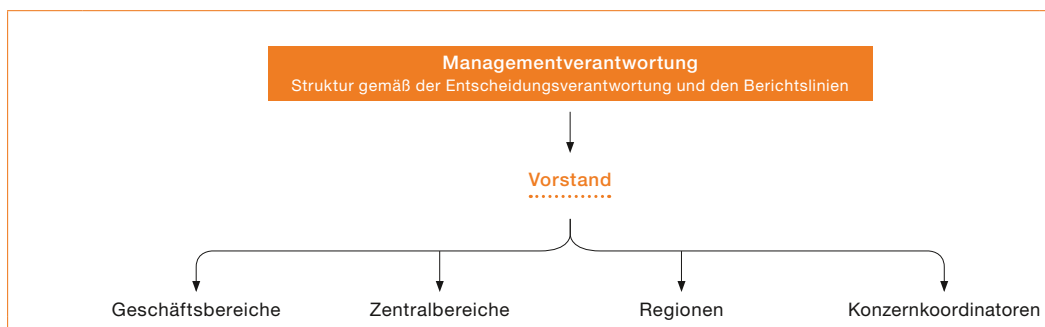 Managementverantwortung
Struktur gemäß der Entscheidungsverantwortung und den Berichtslinien
Vorstand
Geschäftsbereiche Zentralbereiche Regionen Konzernkoordinatoren